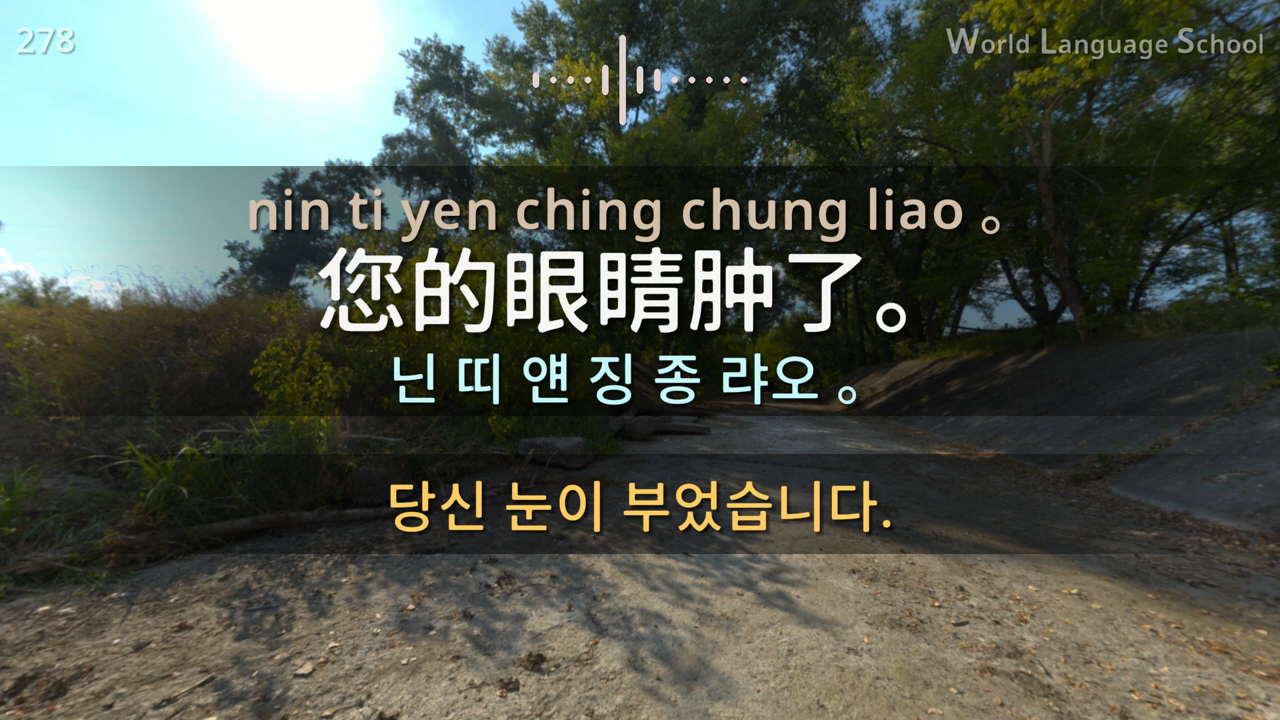 278
World Language School
nin ti yen ching chung liao 。
您的眼睛肿了。
닌 띠 얜 징 종 랴오 。
당신 눈이 부었습니다.